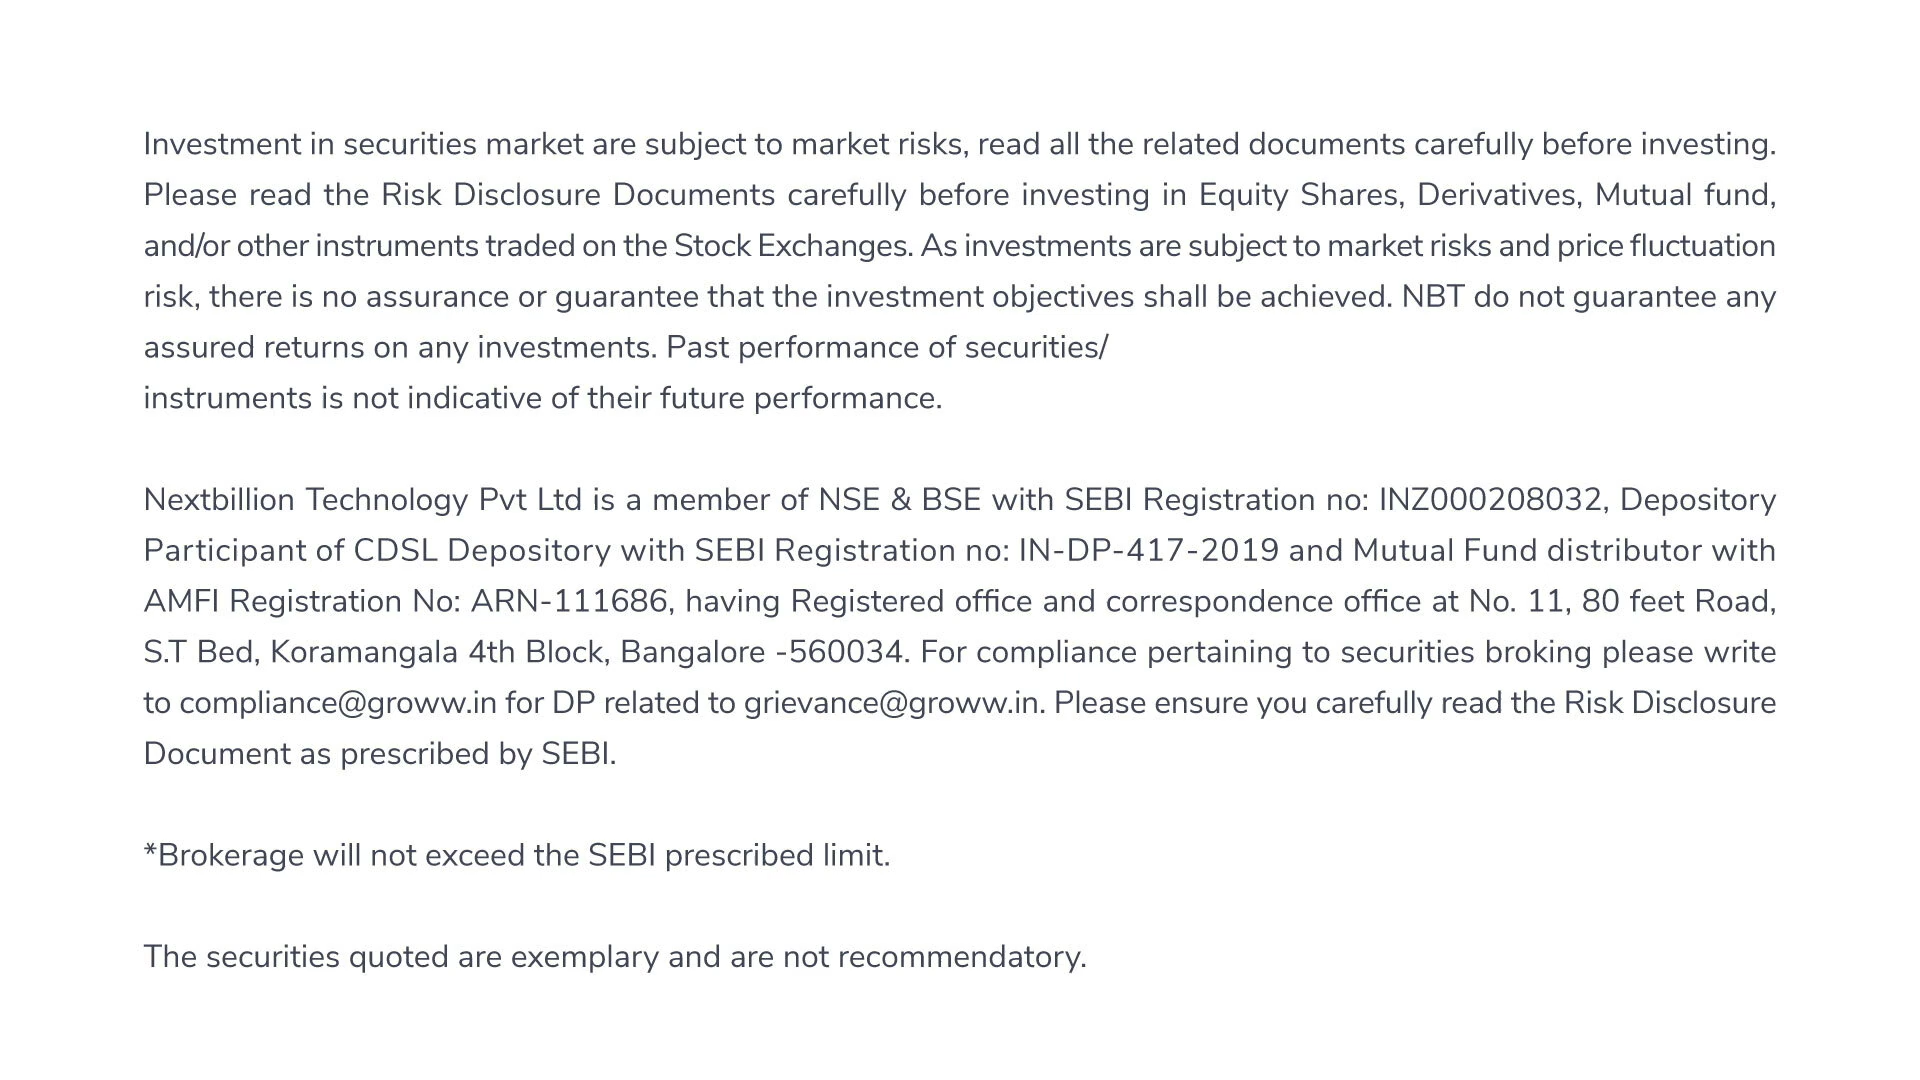 Investment in securities market are subject to market risks, read all the related documents carefully before investing.
Please read the Risk Disclosure Documents carefully before investing in Equity Shares, Derivatives, Mutual fund,
and/or other instruments traded on the Stock Exchanges. As investments are subject to market risks and price fluctuation
risk, there is no assurance or guarantee that the investment objectives shall be achieved. NBT do not guarantee any
assured returns on any investments. Past performance of securities/
instruments is not indicative of their future performance.
Nextbillion Technology Pvt Ltd is a member of NSE & BSE with SEBI Registration no: INZ000208032, Depository
Participant of CDSL Depository with SEBI Registration no: IN-DP-417-2019 and Mutual Fund distributor with
AMFI Registration No: ARN-111686, having Registered office and correspondence office at No. 11, 80 feet Road,
S.T Bed, Koramangala 4th Block, Bangalore -560034. For compliance pertaining to securities broking please write
to compliance@groww.in for DP related to grievance@groww.in. Please ensure you carefully read the Risk Disclosure
Document as prescribed by SEBI.
*Brokerage will not exceed the SEBI prescribed limit.
The securities quoted are exemplary and are not recommendatory.